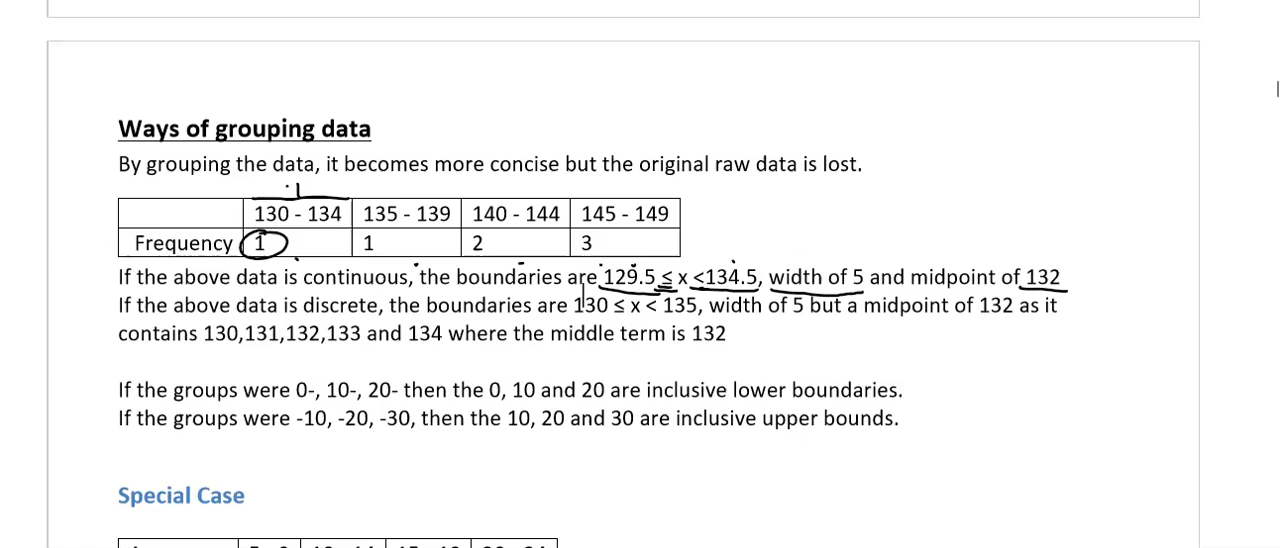 Ways of grouping data
By grouping the data, it becomes more concise but the original raw data is lost.
130 - 134 135 - 139 140 - 144 145 - 149
Frequency 1 1 2 3
If the above data is continuous, the boundaries are 129.5 ≤ x <134.5, width of 5 and midpoint of 132
If the above data is discrete, the boundaries are 130 ≤ x < 135, width of 5 but a midpoint of 132 as it
contains 130,131,132,133 and 134 where the middle term is 132
If the groups were 0-, 10-, 20- then the 0, 10 and 20 are inclusive lower boundaries.
If the groups were -10, -20, -30, then the 10, 20 and 30 are inclusive upper bounds.
Special Case